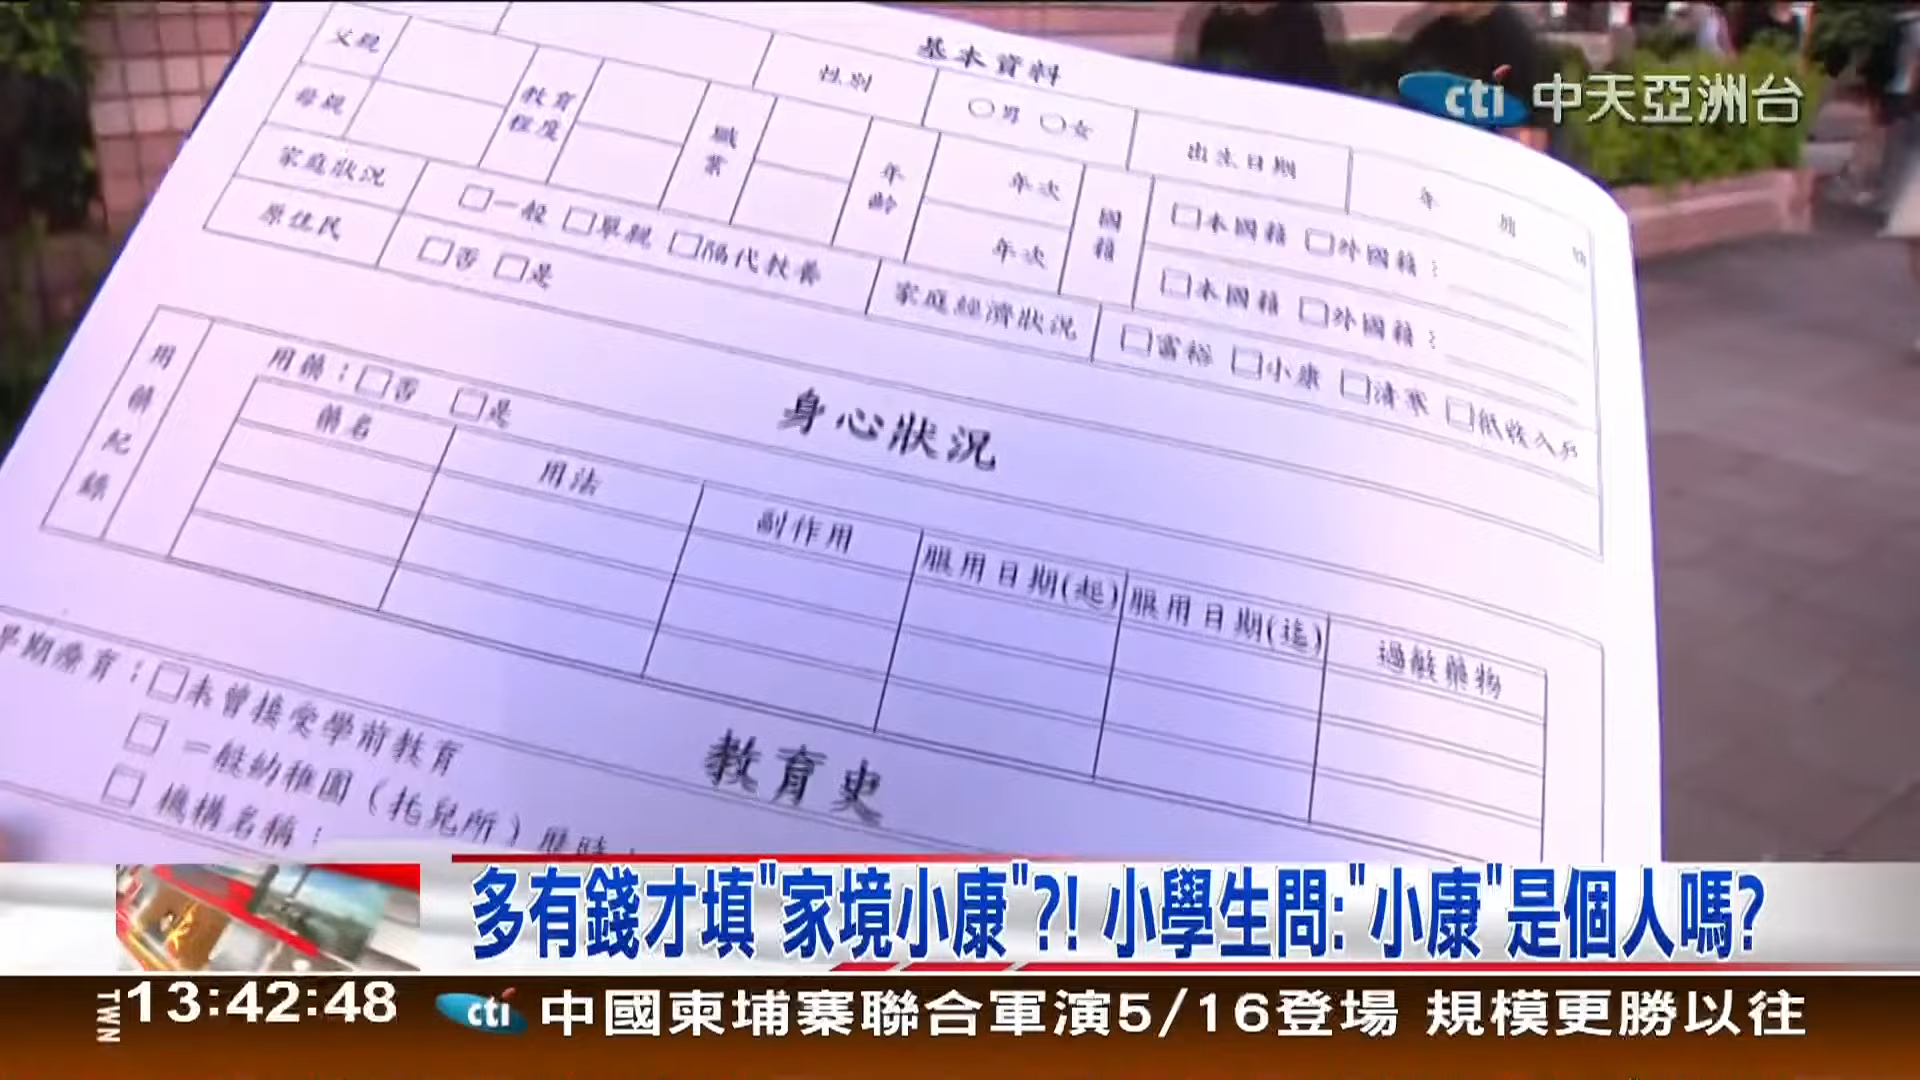 cti 中天亞洲台
基本資料
性別 ○男 ○女 出生日期 年
父親 教育程度 職業 年齡 年次 國籍 □本國籍 □外國籍：
母親 年次 □本國籍 □外國籍：
家庭狀況 □一般 □單親 □隔代教養 家庭經濟狀況 □富裕 □小康 □清寒 □低收入戶
原住民 □否 □是
身心狀況
用藥紀錄 用藥：□否 □是
藥名 用法 副作用 服用日期(起) 服用日期(迄) 過敏藥物
教育史
早期療育：□未曾接受學前教育
□一般幼稚園（托兒所）歷時：
□機構名稱：
多有錢才填"家境小康"?! 小學生問:"小康"是個人嗎?
TWN 13:42:48 cti 中國柬埔寨聯合軍演5/16登場 規模更勝以往